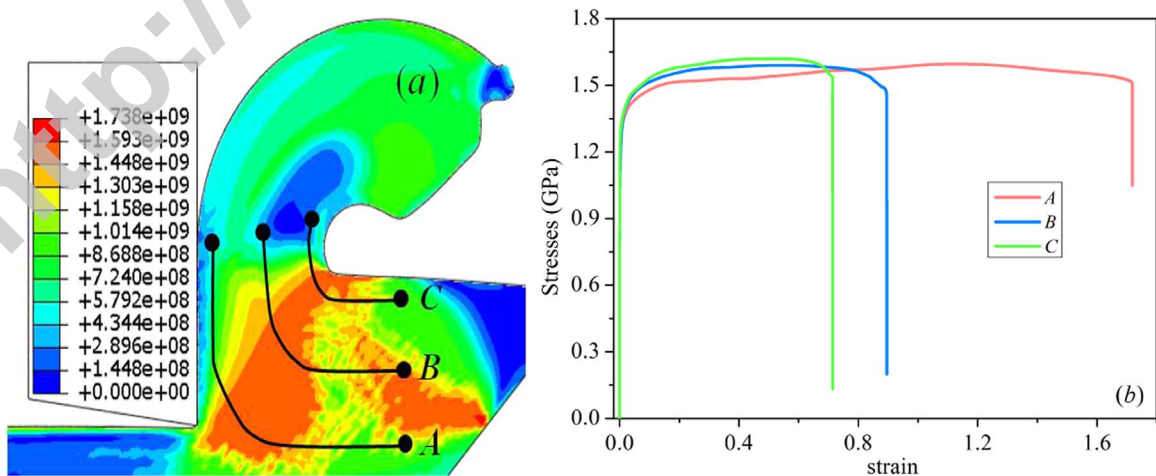 http://
(a)
+1.738e+09
+1.593e+09
+1.448e+09
+1.303e+09
+1.158e+09
+1.014e+09
+8.688e+08
+7.240e+08
+5.792e+08
+4.344e+08
+2.896e+08
+1.448e+08
+0.000e+00
C
B
A
1.8
1.5
1.2
0.9
0.6
0.3
0.0
Stresses (GPa)
A
B
C
(b)
0.0 0.4 0.8 1.2 1.6
strain